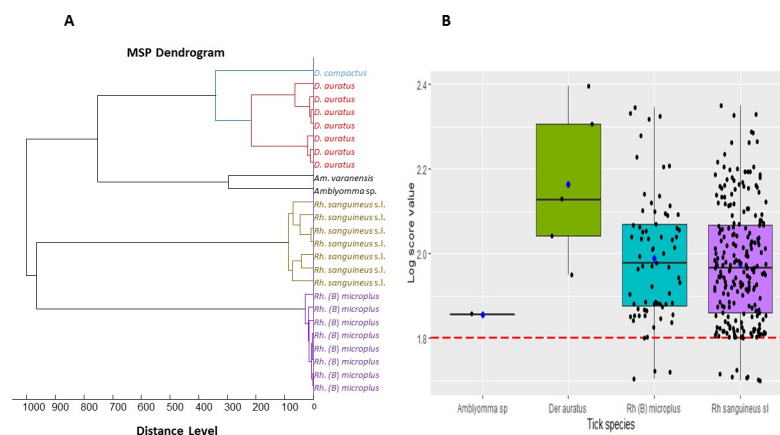 A
B
MSP Dendrogram
D. compactus
D. auratus
D. auratus
D. auratus
D. auratus
D. auratus
D. auratus
D. auratus
Am. varanensis
Amblyomma sp.
Rh. sanguineus s.l.
Rh. sanguineus s.l.
Rh. sanguineus s.l.
Rh. sanguineus s.l.
Rh. sanguineus s.l.
Rh. sanguineus s.l.
Rh. sanguineus s.l.
Rh. (B) microplus
Rh. (B) microplus
Rh. (B) microplus
Rh. (B) microplus
Rh. (B) microplus
Rh. (B) microplus
Rh. (B) microplus
Rh. (B) microplus
1000 900 800 700 600 500 400 300 200 100 0
Distance Level
Log score value
2.4
2.2
2.0
1.8
Amblyomma sp Der auratus Rh (B) microplus Rh sanguineus sl
Tick species